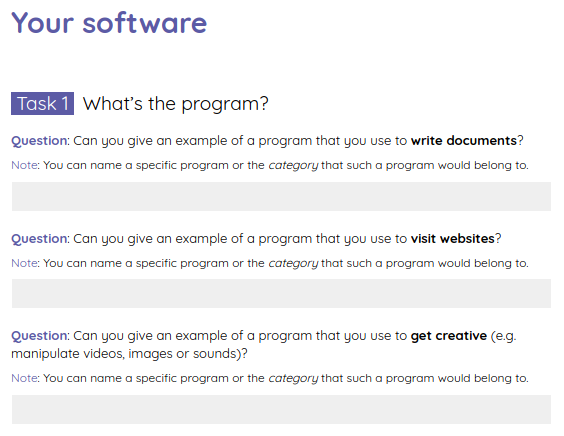 Your software
Task 1 What's the program?
Question: Can you give an example of a program that you use to write documents?
Note: You can name a specific program or the category that such a program would belong to.
Question: Can you give an example of a program that you use to visit websites?
Note: You can name a specific program or the category that such a program would belong to.
Question: Can you give an example of a program that you use to get creative (e.g.
manipulate videos, images or sounds)?
Note: You can name a specific program or the category that such a program would belong to.